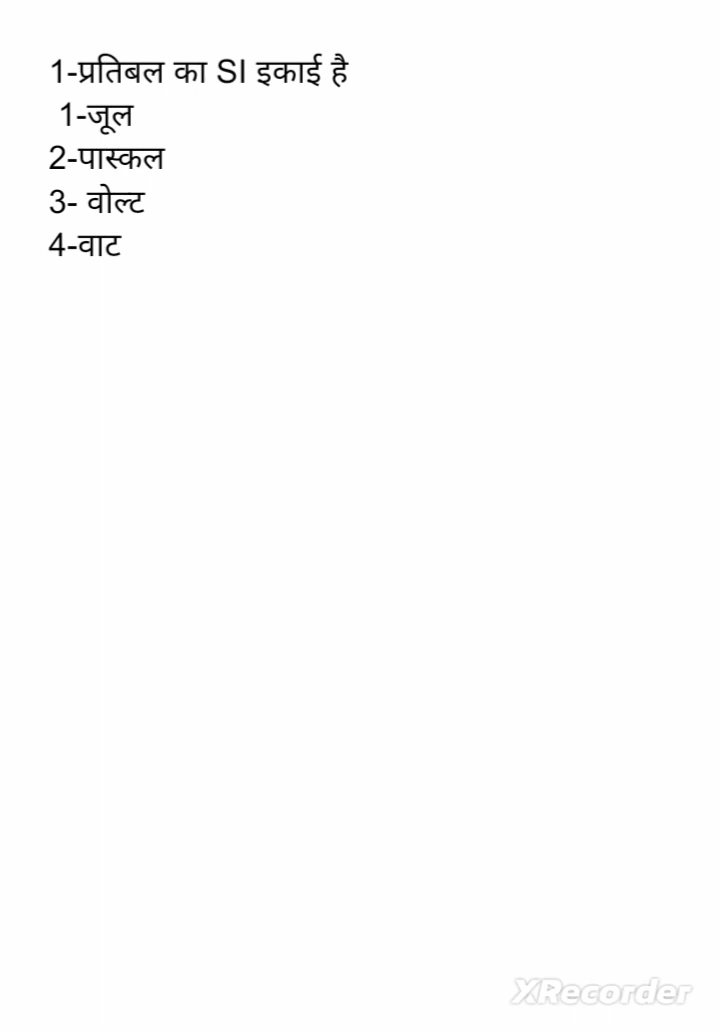 1-प्रतिबल का SI इकाई है
1-जूल
2-पास्कल
3- वोल्ट
4-वाट
XRecorder